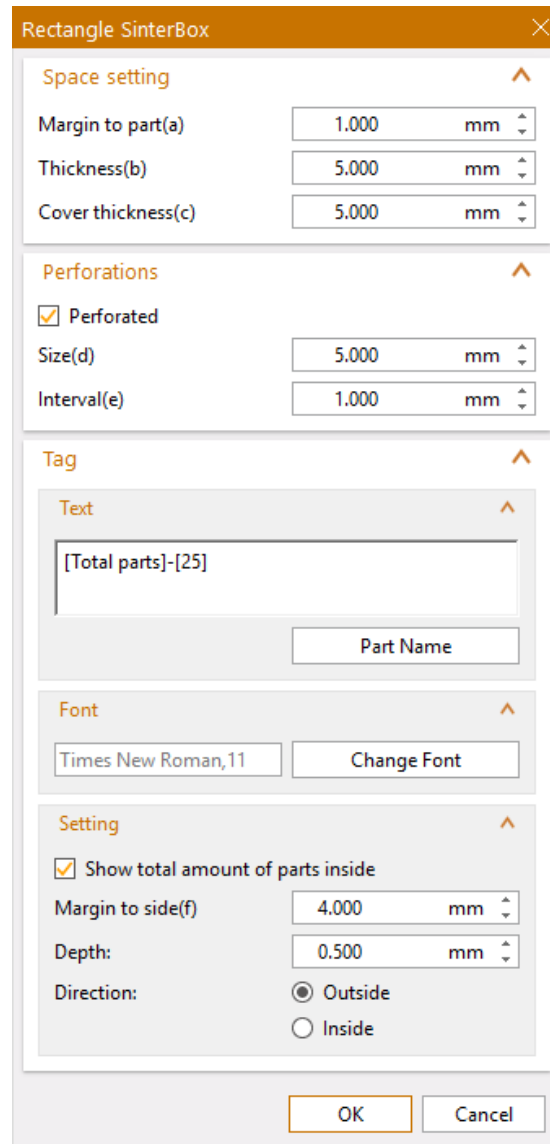 Rectangle SinterBox
Space setting
Margin to part(a) 1.000 mm
Thickness(b) 5.000 mm
Cover thickness(c) 5.000 mm
Perforations
Perforated
Size(d) 5.000 mm
Interval(e) 1.000 mm
Tag
Text
[Total parts]-[25]
Part Name
Font
Times New Roman,11 Change Font
Setting
Show total amount of parts inside
Margin to side(f) 4.000 mm
Depth: 0.500 mm
Direction: Outside
Inside
OK Cancel